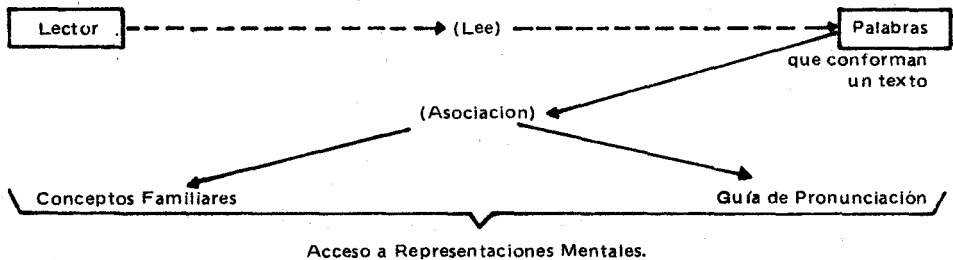 Lector (Lee) Palabras
que conforman
un texto
(Asociacion)
Conceptos Familiares Guía de Pronunciación
Acceso a Representaciones Mentales.